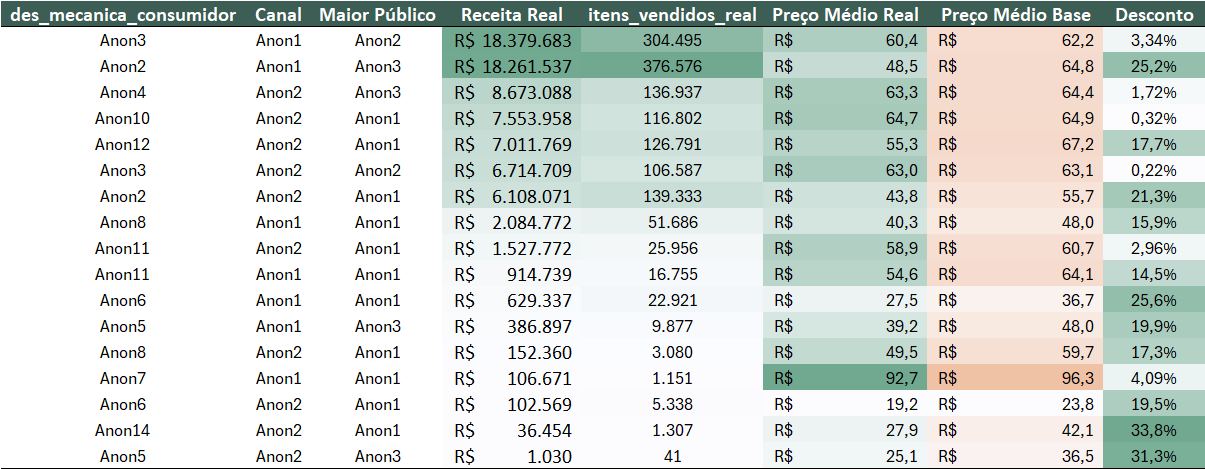 des_mecanica_consumidor Canal Maior Público Receita Real itens_vendidos_real Preço Médio Real Preço Médio Base Desconto
Anon3 Anon1 Anon2 R$ 18.379.683 304.495 R$ 60,4 R$ 62,2 3,34%
Anon2 Anon1 Anon3 R$ 18.261.537 376.576 R$ 48,5 R$ 64,8 25,2%
Anon4 Anon2 Anon3 R$ 8.673.088 136.937 R$ 63,3 R$ 64,4 1,72%
Anon10 Anon2 Anon1 R$ 7.553.958 116.802 R$ 64,7 R$ 64,9 0,32%
Anon12 Anon2 Anon1 R$ 7.011.769 126.791 R$ 55,3 R$ 67,2 17,7%
Anon3 Anon2 Anon2 R$ 6.714.709 106.587 R$ 63,0 R$ 63,1 0,22%
Anon2 Anon2 Anon1 R$ 6.108.071 139.333 R$ 43,8 R$ 55,7 21,3%
Anon8 Anon1 Anon1 R$ 2.084.772 51.686 R$ 40,3 R$ 48,0 15,9%
Anon11 Anon2 Anon1 R$ 1.527.772 25.956 R$ 58,9 R$ 60,7 2,96%
Anon11 Anon1 Anon1 R$ 914.739 16.755 R$ 54,6 R$ 64,1 14,5%
Anon6 Anon1 Anon1 R$ 629.337 22.921 R$ 27,5 R$ 36,7 25,6%
Anon5 Anon1 Anon3 R$ 386.897 9.877 R$ 39,2 R$ 48,0 19,9%
Anon8 Anon2 Anon1 R$ 152.360 3.080 R$ 49,5 R$ 59,7 17,3%
Anon7 Anon1 Anon1 R$ 106.671 1.151 R$ 92,7 R$ 96,3 4,09%
Anon6 Anon2 Anon1 R$ 102.569 5.338 R$ 19,2 R$ 23,8 19,5%
Anon14 Anon2 Anon1 R$ 36.454 1.307 R$ 27,9 R$ 42,1 33,8%
Anon5 Anon2 Anon3 R$ 1.030 41 R$ 25,1 R$ 36,5 31,3%